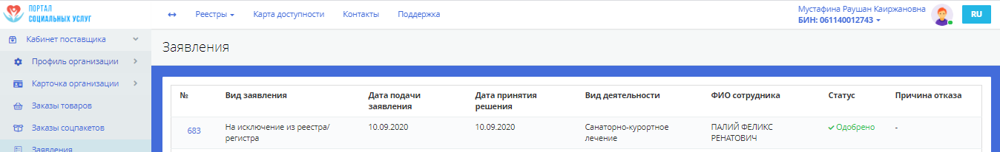 ПОРТАЛ
СОЦИАЛЬНЫХ УСЛУГ
Реестры
Карта доступности
Контакты
Поддержка
Мустафина Раушан Каиржановна
БИН: 061140012743
RU
Кабинет поставщика
Профиль организации
Карточка организации
Заказы товаров
Заказы соцпакетов
Заявления
Заявления
№
Вид заявления
Дата подачи
заявления
Дата принятия
решения
Вид деятельности
ФИО сотрудника
Статус
Причина отказа
683
На исключение из реестра/
регистра
10.09.2020
10.09.2020
Санаторно-курортное
лечение
ПАЛИЙ ФЕЛИКС
РЕНАТОВИЧ
Одобрено
-